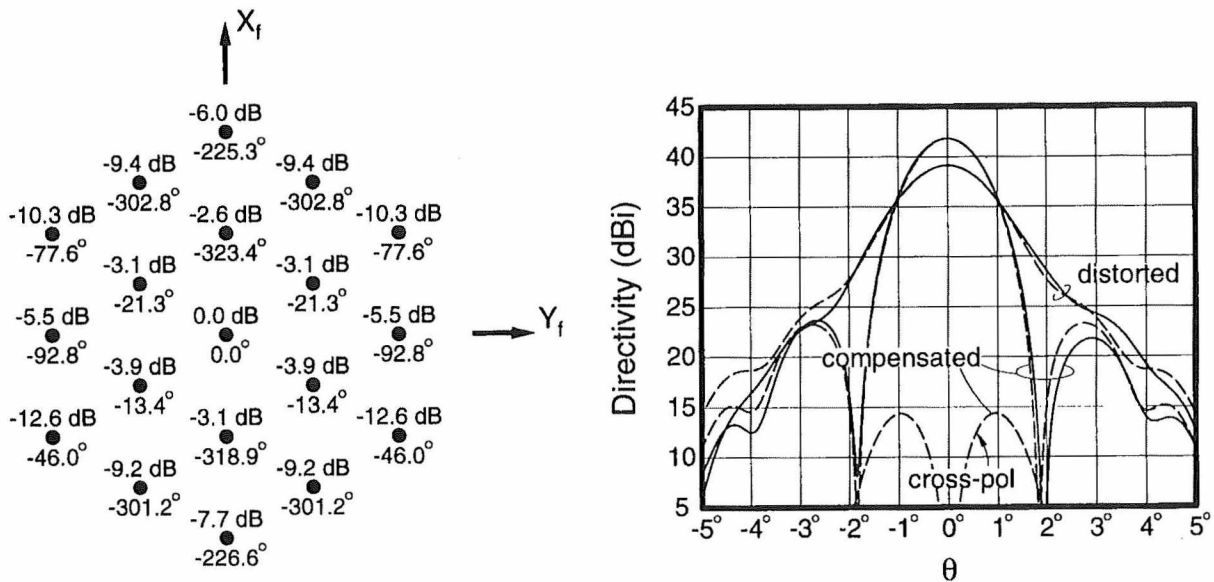 X_f
-6.0 dB
-225.3°
-9.4 dB -9.4 dB
-302.8° -302.8°
-10.3 dB -2.6 dB -10.3 dB
-77.6° -323.4° -77.6°
-3.1 dB -3.1 dB
-21.3° -21.3°
-5.5 dB 0.0 dB -5.5 dB
-92.8° 0.0° -92.8°
Y_f
-3.9 dB -3.9 dB
-13.4° -13.4°
-12.6 dB -3.1 dB -12.6 dB
-46.0° -318.9° -46.0°
-9.2 dB -9.2 dB
-301.2° -301.2°
-7.7 dB
-226.6°
Directivity (dBi)
45
40
35
30
25
20
15
10
5
distorted
compensated
cross-pol
-5° -4° -3° -2° -1° 0° 1° 2° 3° 4° 5°
θ